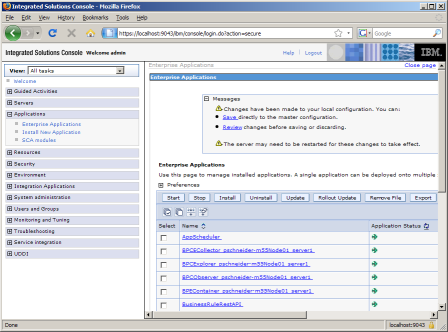 Integrated Solutions Console - Mozilla Firefox
File Edit View History Bookmarks Tools Help
https://localhost:9043/ibm/console/login.do?action=secure
Google
Integrated Solutions Console Welcome admin
Help | Logout
IBM.
View: All tasks
Welcome
Guided Activities
Servers
Applications
Enterprise Applications
Install New Application
SCA modules
Resources
Security
Environment
Integration Applications
System administration
Users and Groups
Monitoring and Tuning
Troubleshooting
Service integration
UDDI
Enterprise Applications
Close page
Enterprise Applications
Messages
Changes have been made to your local configuration. You can:
Save directly to the master configuration.
Review changes before saving or discarding.
The server may need to be restarted for these changes to take effect.
Enterprise Applications
Use this page to manage installed applications. A single application can be deployed onto multiple
Preferences
Start Stop Install Uninstall Update Rollout Update Remove File Export
Select Name Application Status
AppScheduler
BPCECollector_pschneider-m55Node01_server1
BPCExplorer_pschneider-m55Node01_server1
BPCObserver_pschneider-m55Node01_server1
BPEContainer_pschneider-m55Node01_server1
BusinessRuleRestAPI
Done
localhost:9043